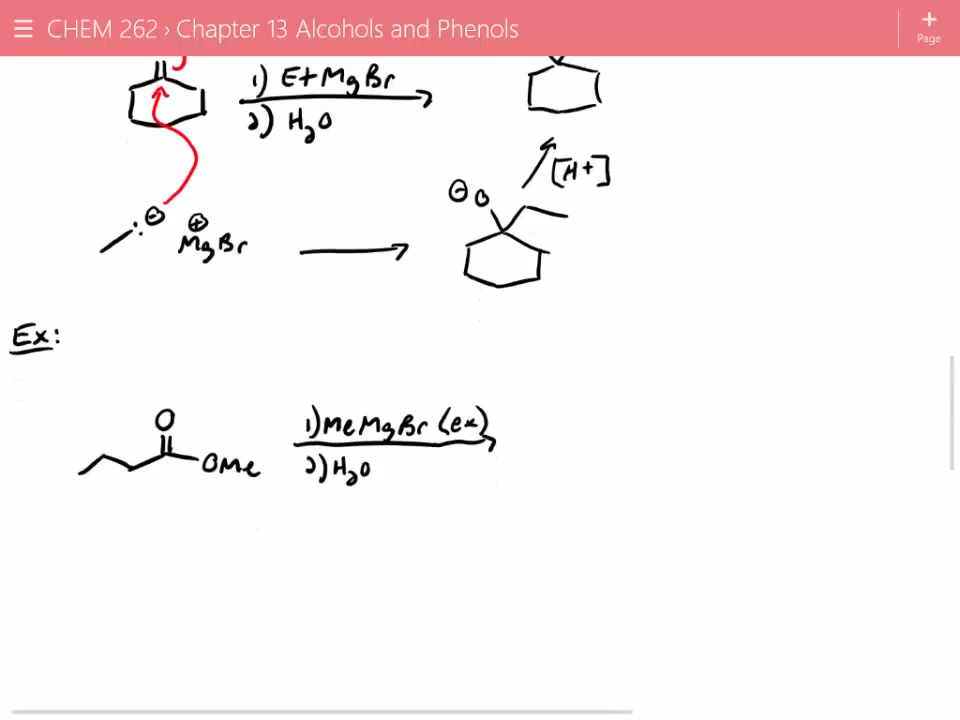 CHEM 262 › Chapter 13 Alcohols and Phenols
+
Page
1) EtMgBr
2) H2O
[H+]
⊖ O
⊖ ⊕
: MgBr
Ex:
O
OMe
1) MeMgBr (ex)
2) H2O